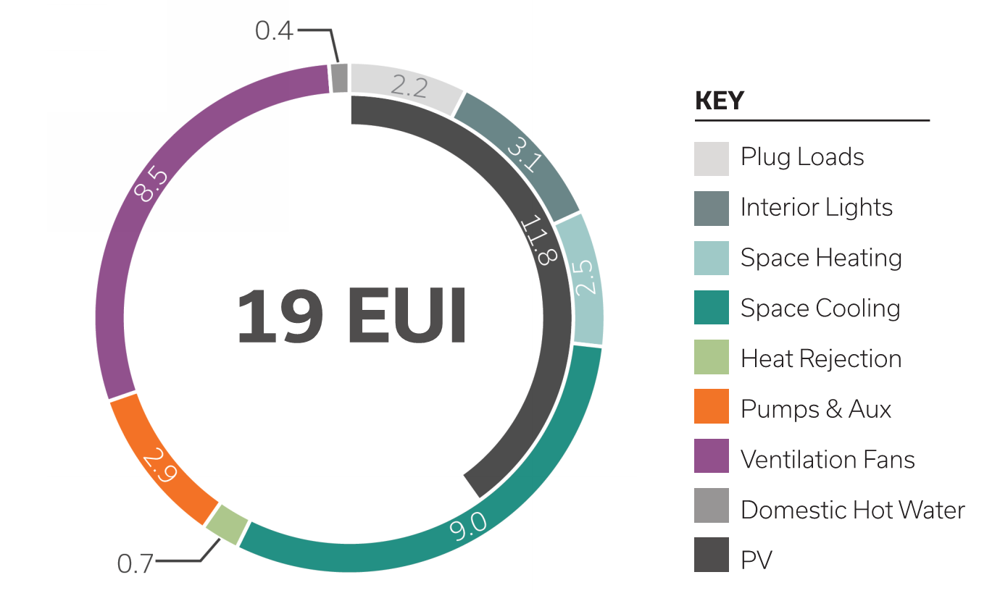 0.4
2.2
3.1
11.8
2.5
8.5
19 EUI
2.9
9.0
0.7
KEY
Plug Loads
Interior Lights
Space Heating
Space Cooling
Heat Rejection
Pumps & Aux
Ventilation Fans
Domestic Hot Water
PV